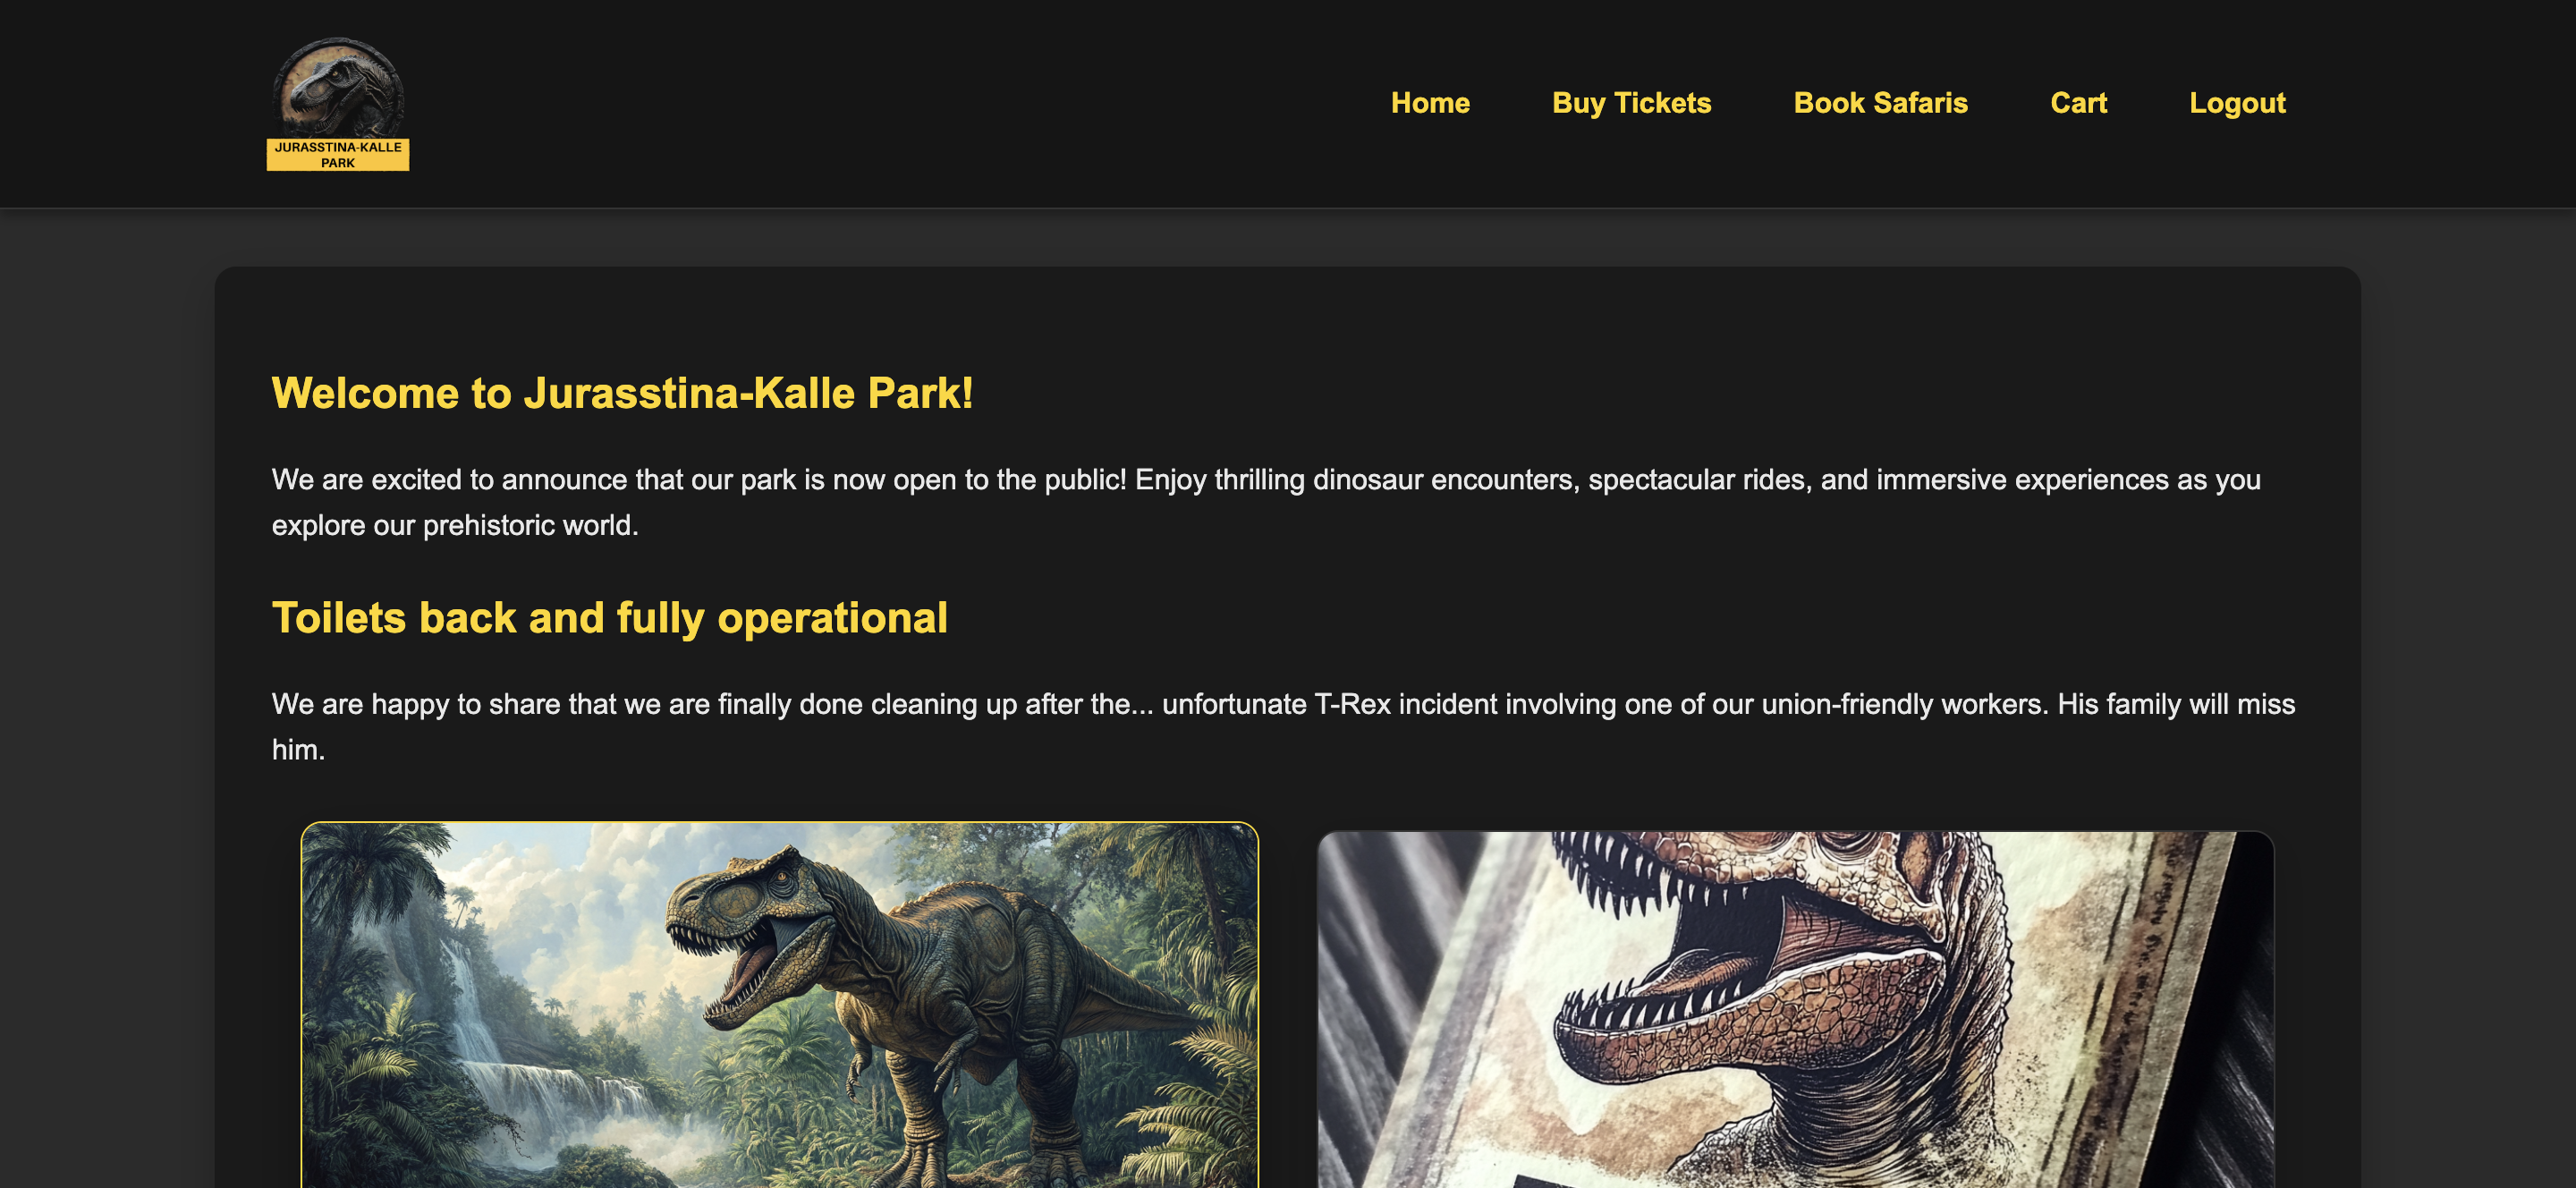 JURASSTINA-KALLE
PARK
Home
Buy Tickets
Book Safaris
Cart
Logout
Welcome to Jurasstina-Kalle Park!
We are excited to announce that our park is now open to the public! Enjoy thrilling dinosaur encounters, spectacular rides, and immersive experiences as you
explore our prehistoric world.
Toilets back and fully operational
We are happy to share that we are finally done cleaning up after the... unfortunate T-Rex incident involving one of our union-friendly workers. His family will miss
him.